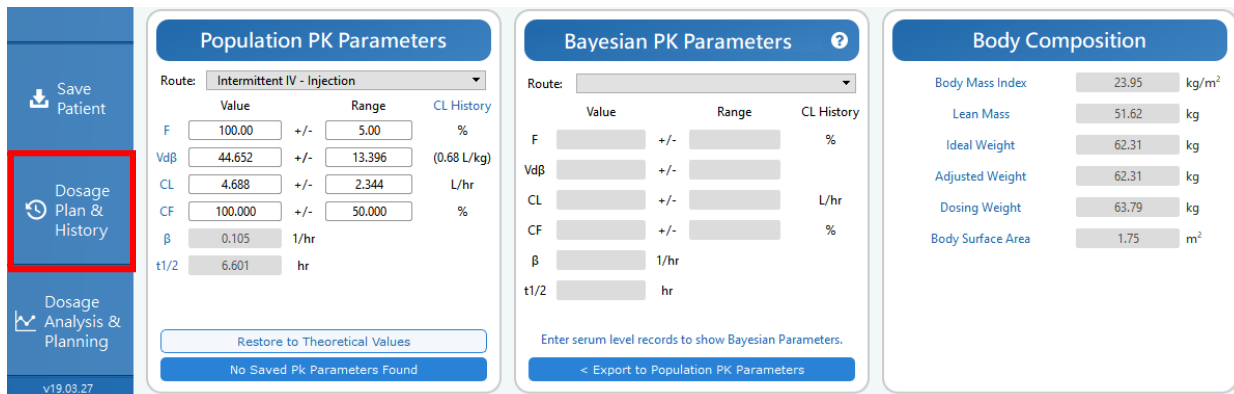 Save
Patient
Dosage
Plan &
History
Dosage
Analysis &
Planning
v19.03.27
Population PK Parameters
Route: Intermittent IV - Injection
Value Range CL History
F 100.00 +/- 5.00 %
Vdβ 44.652 +/- 13.396 (0.68 L/kg)
CL 4.688 +/- 2.344 L/hr
CF 100.000 +/- 50.000 %
β 0.105 1/hr
t1/2 6.601 hr
Restore to Theoretical Values
No Saved Pk Parameters Found
Bayesian PK Parameters ?
Route:
Value Range CL History
F +/- %
Vdβ +/-
CL +/- L/hr
CF +/- %
β 1/hr
t1/2 hr
Enter serum level records to show Bayesian Parameters.
< Export to Population PK Parameters
Body Composition
Body Mass Index 23.95 kg/m²
Lean Mass 51.62 kg
Ideal Weight 62.31 kg
Adjusted Weight 62.31 kg
Dosing Weight 63.79 kg
Body Surface Area 1.75 m²